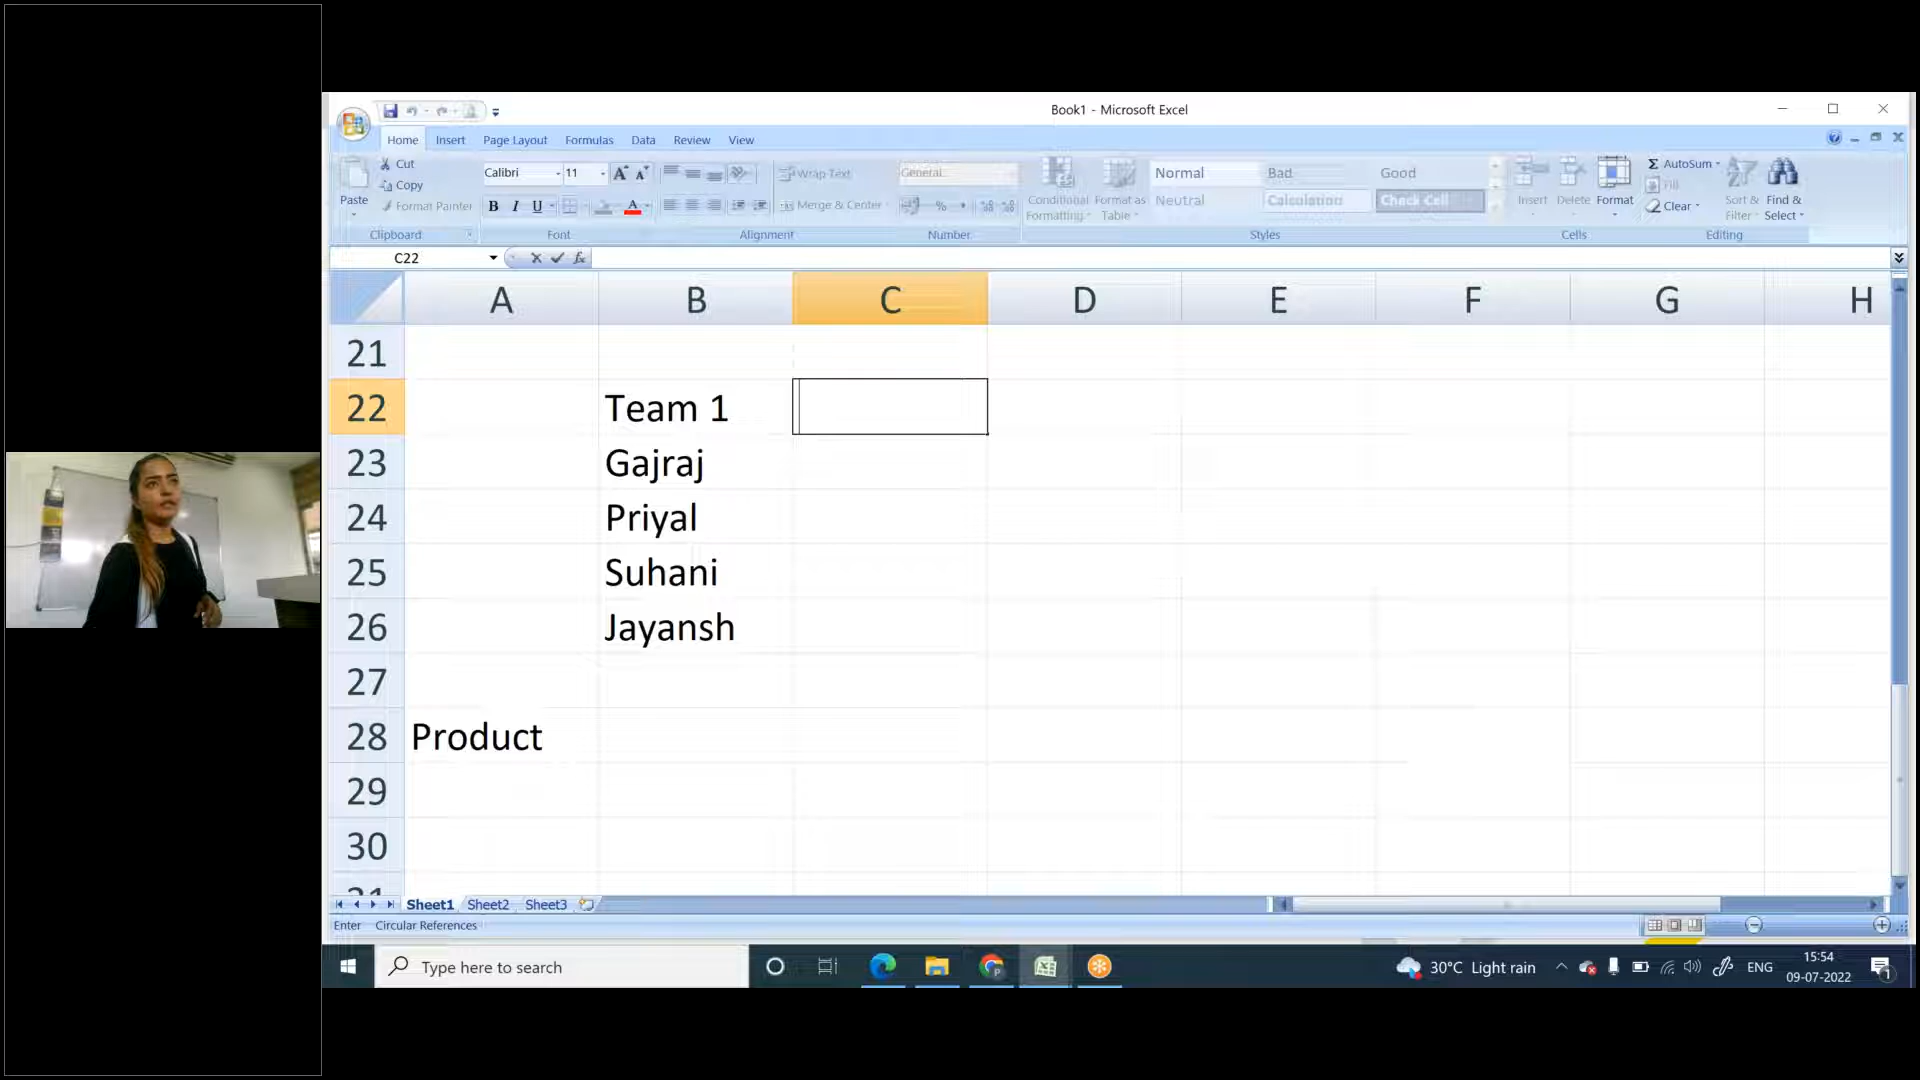 Book1 - Microsoft Excel
Home Insert Page Layout Formulas Data Review View
Paste
Cut
Copy
Format Painter
Clipboard
Calibri 11
B I U
Font
Wrap Text
Merge & Center
Alignment
General
Number
Conditional Formatting
Format as Table
Normal Bad Good
Neutral Calculation Check Cell
Styles
Insert Delete Format
Cells
Σ AutoSum
Fill
Clear
Sort & Filter
Find & Select
Editing
C22
fx
A B C D E F G H
21
22 Team 1
23 Gajraj
24 Priyal
25 Suhani
26 Jayansh
27
28 Product
29
30
Sheet1 Sheet2 Sheet3
Enter Circular References
Type here to search
30°C Light rain
ENG
15:54
09-07-2022
1